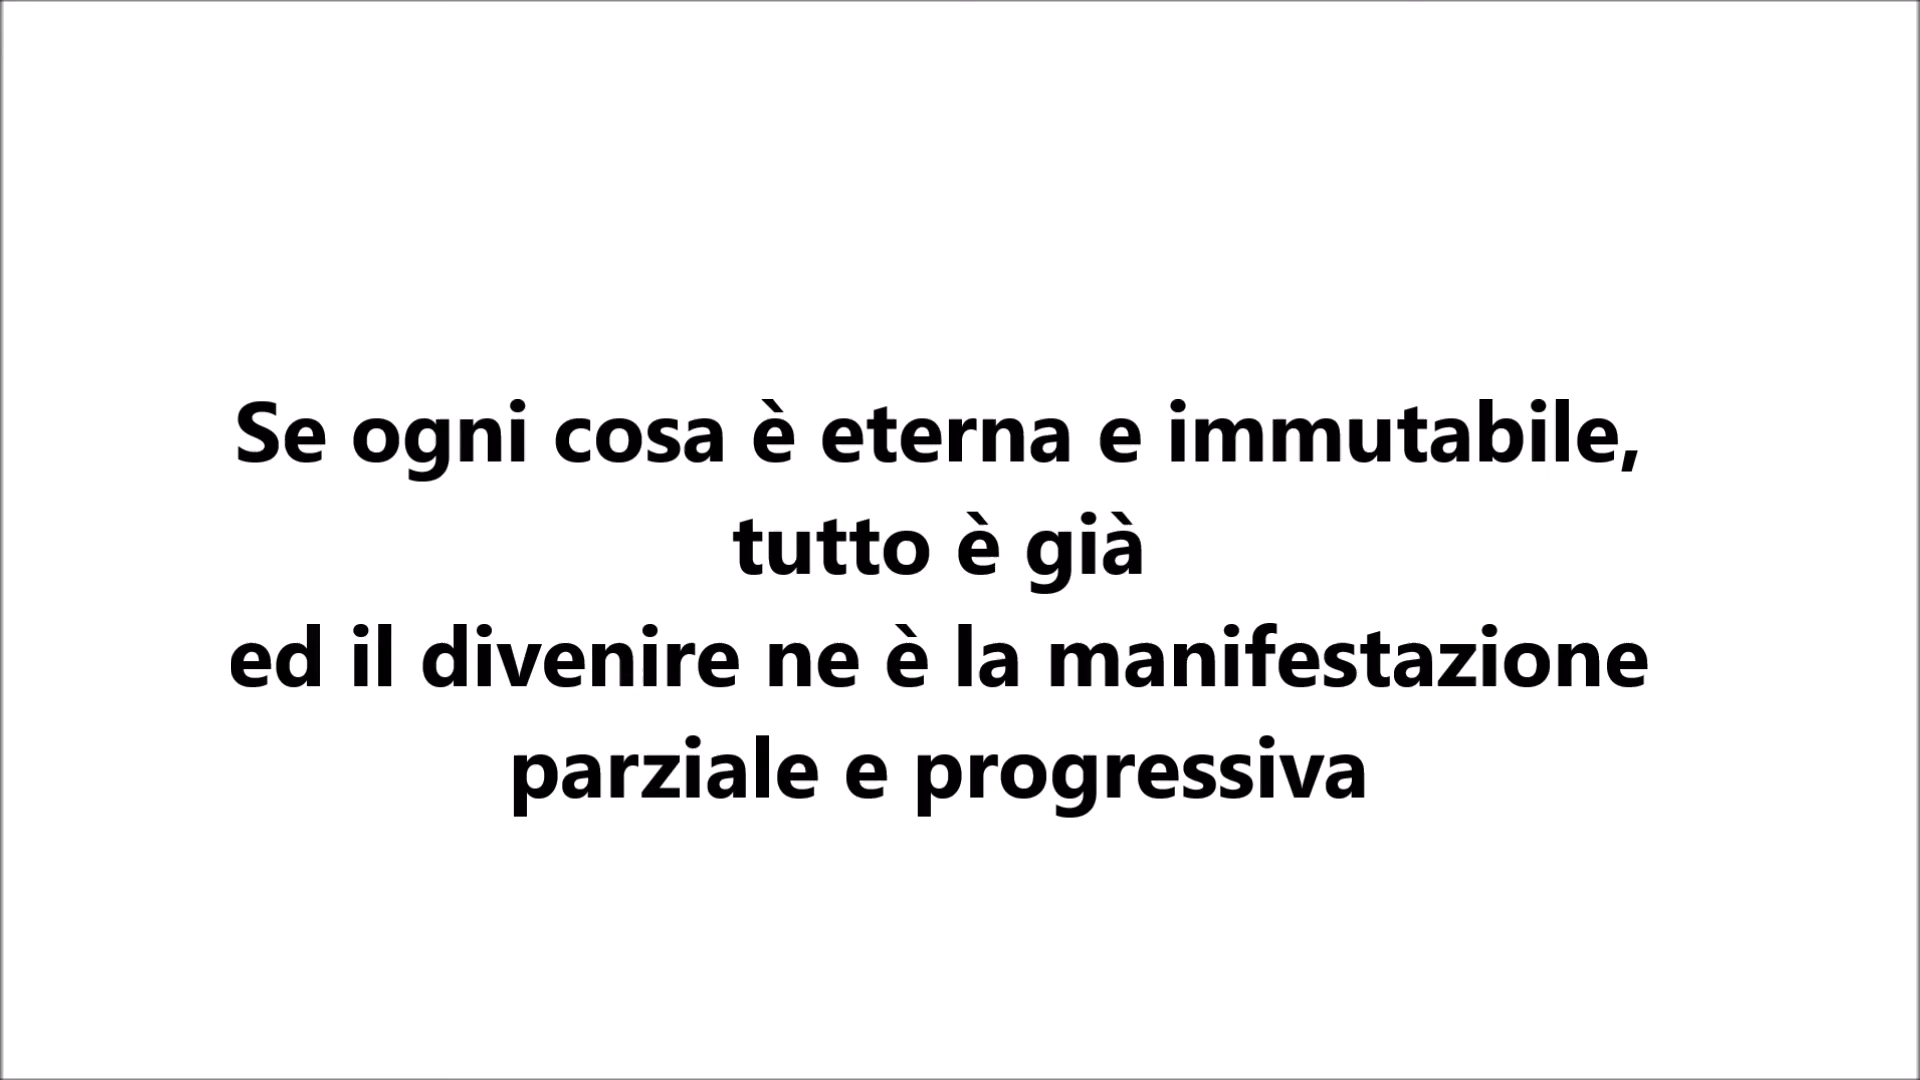 Se ogni cosa è eterna e immutabile,
tutto è già
ed il divenire ne è la manifestazione
parziale e progressiva